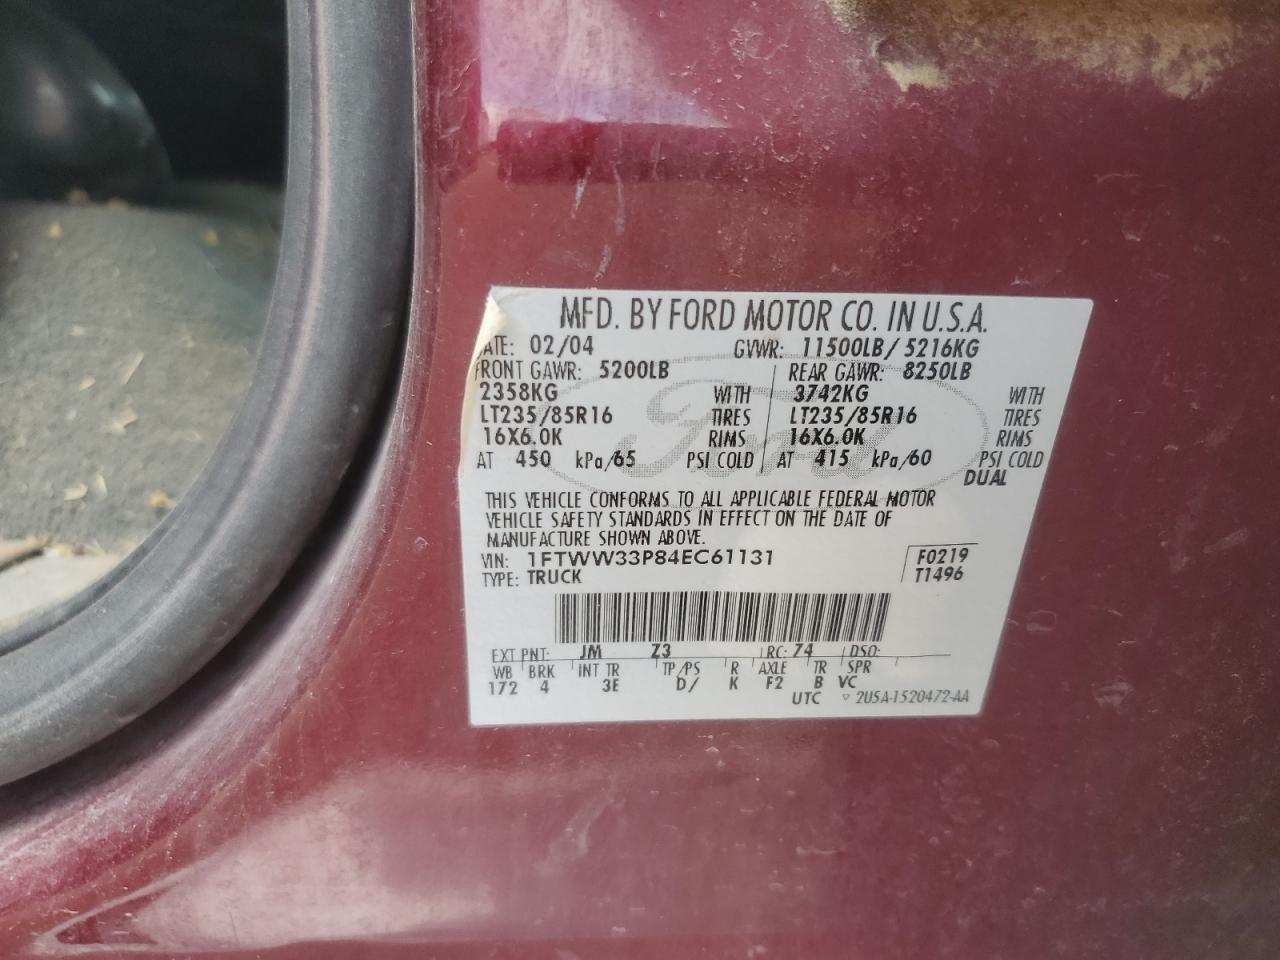 MFD. BY FORD MOTOR CO. IN U.S.A.
DATE: 02/04 GVWR: 11500LB/ 5216KG
FRONT GAWR: 5200LB REAR GAWR: 8250LB
2358KG WITH 3742KG WITH
LT235/85R16 TIRES LT235/85R16 TIRES
16X6.0K RIMS 16X6.0K RIMS
AT 450 kPa/65 PSI COLD AT 415 kPa/60 PSI COLD
DUAL
Ford
THIS VEHICLE CONFORMS TO ALL APPLICABLE FEDERAL MOTOR
VEHICLE SAFETY STANDARDS IN EFFECT ON THE DATE OF
MANUFACTURE SHOWN ABOVE.
VIN: 1FTWW33P84EC61131 F0219
TYPE: TRUCK T1496
EXT PNT: JM Z3 RC: 74 DSO:
WB BRK INT TR TP/PS R AXLE TR SPR
172 4 3E D/ K F2 B VC
UTC ▽ 2U5A-1520472-AA